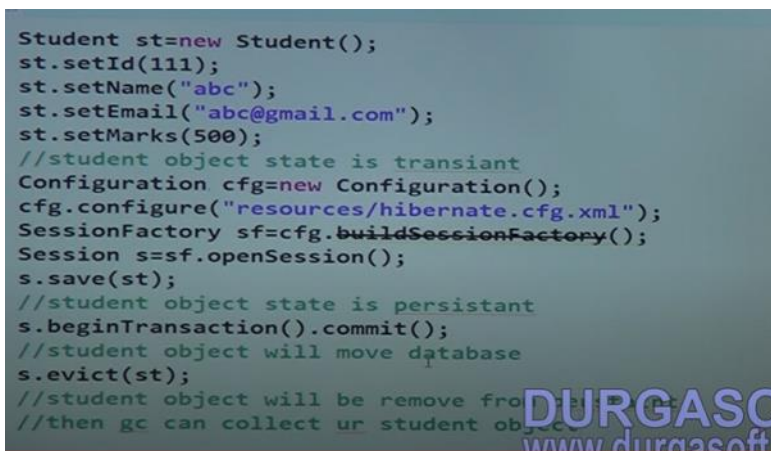 Student st=new Student();
st.setId(111);
st.setName("abc");
st.setEmail("abc@gmail.com");
st.setMarks(500);
//student object state is transiant
Configuration cfg=new Configuration();
cfg.configure("resources/hibernate.cfg.xml");
SessionFactory sf=cfg.buildSessionFactory();
Session s=sf.openSession();
s.save(st);
//student object state is persistant
s.beginTransaction().commit();
//student object will move database
s.evict(st);
//student object will be remove from
//then gc can collect ur student object
DURGASO
www.durgasoft